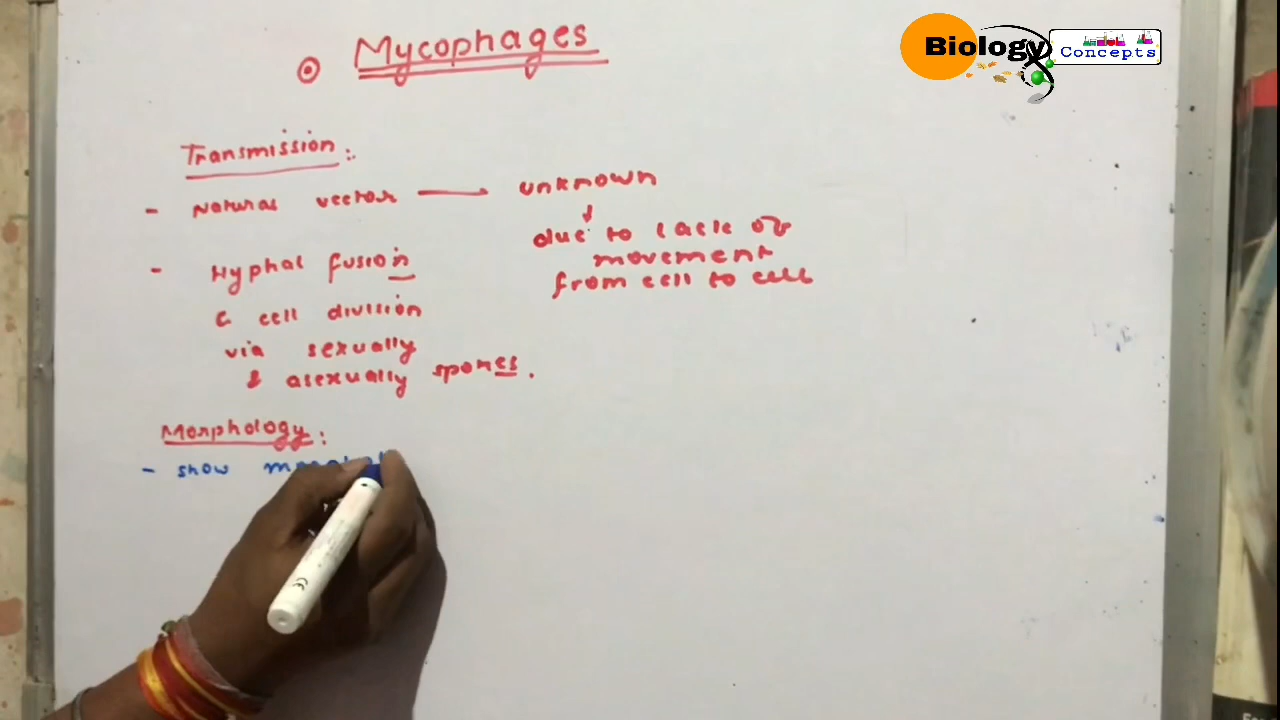 Mycophages
Biology Concepts
Transmission :
- Natural vector — unknown
↓
due to lack of
movement
from cell to cell
- Hyphal fusion
& cell division
via sexually
& asexually spores.
Morphology :
- show